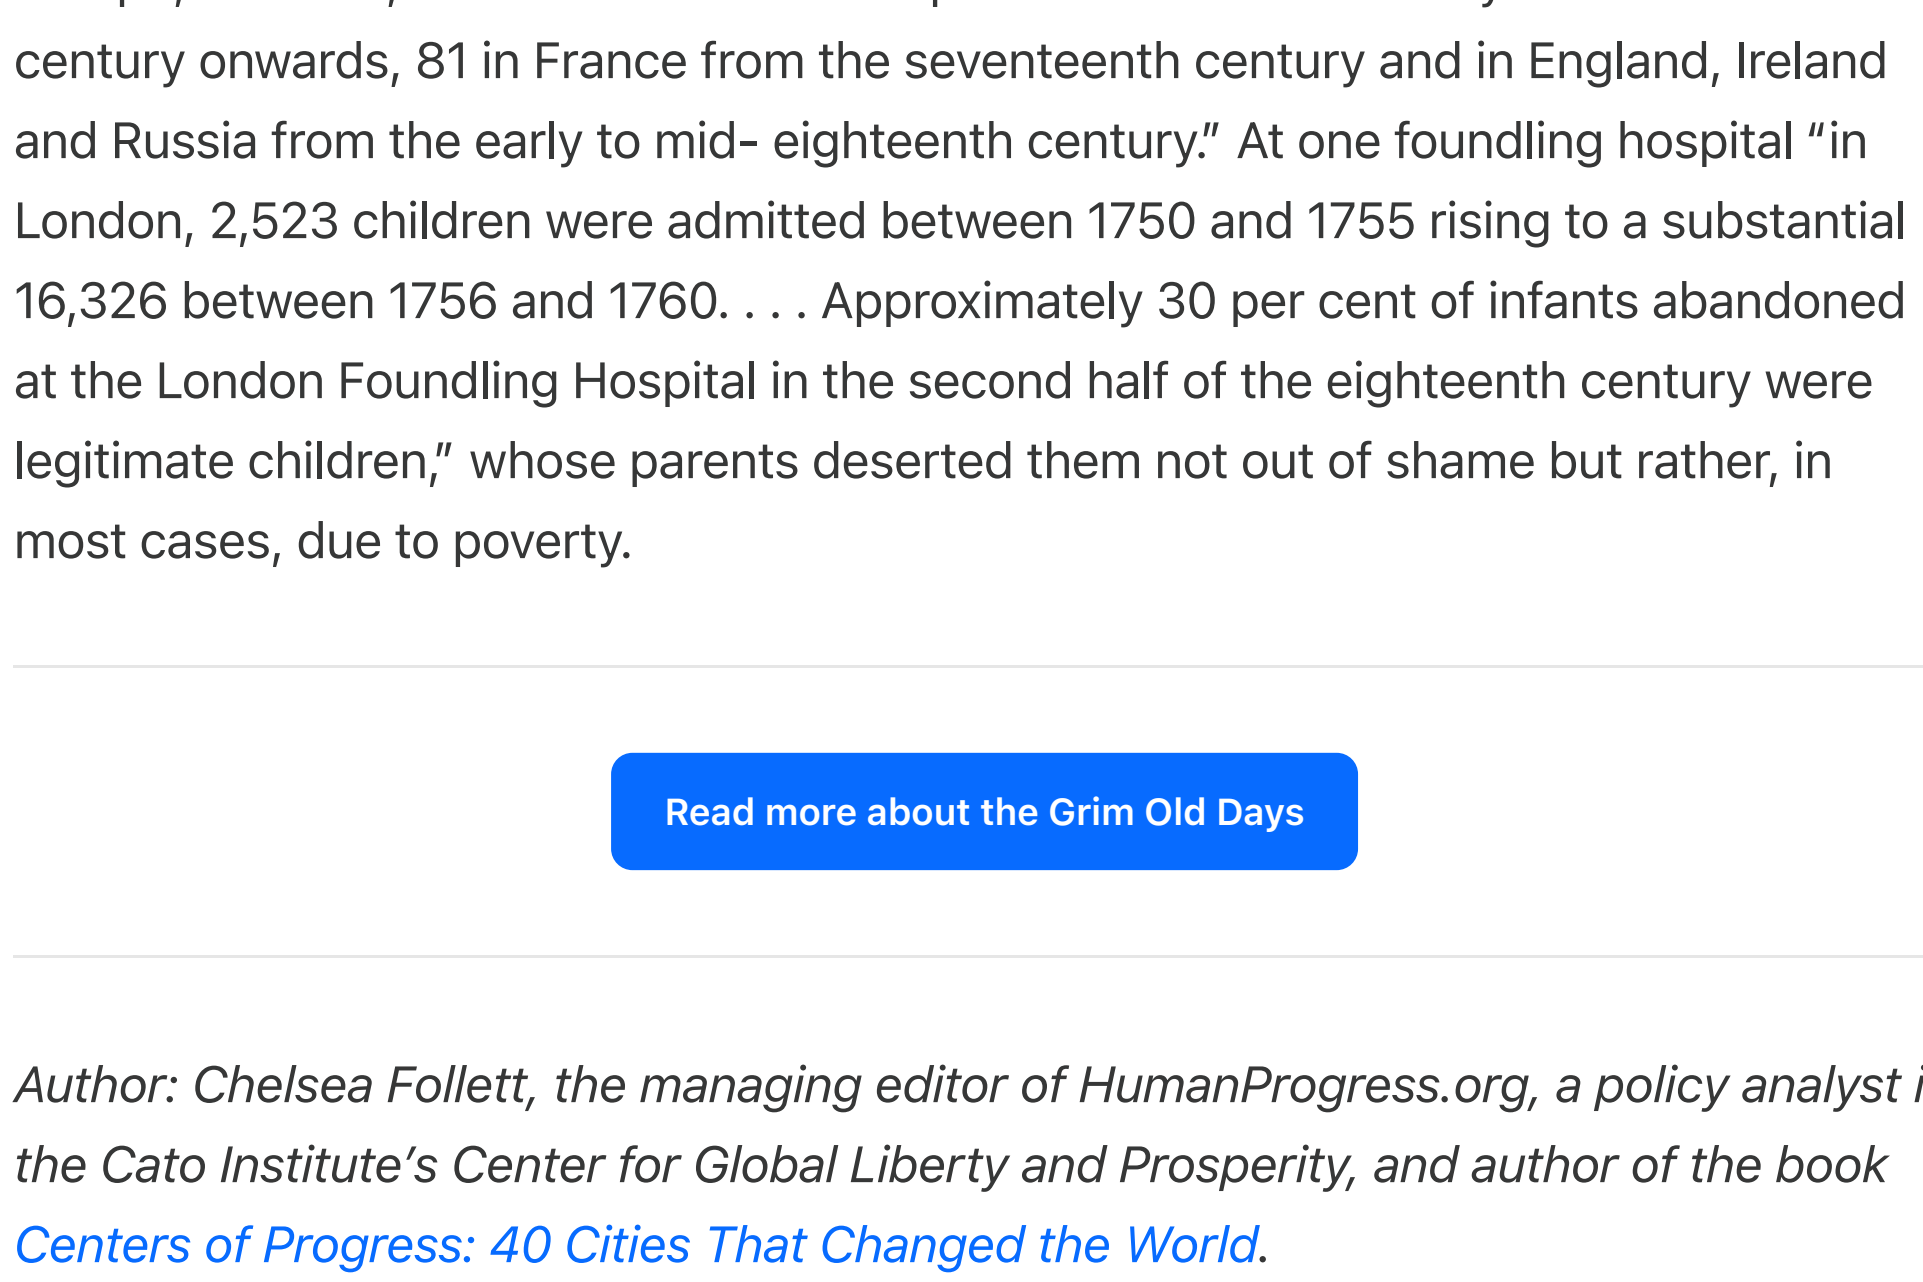 century onwards, 81 in France from the seventeenth century and in England, Ireland
and Russia from the early to mid- eighteenth century.” At one foundling hospital “in
London, 2,523 children were admitted between 1750 and 1755 rising to a substantial
16,326 between 1756 and 1760. . . . Approximately 30 per cent of infants abandoned
at the London Foundling Hospital in the second half of the eighteenth century were
legitimate children,” whose parents deserted them not out of shame but rather, in
most cases, due to poverty.
Read more about the Grim Old Days
Author: Chelsea Follett, the managing editor of HumanProgress.org, a policy analyst
the Cato Institute’s Center for Global Liberty and Prosperity, and author of the book
Centers of Progress: 40 Cities That Changed the World.